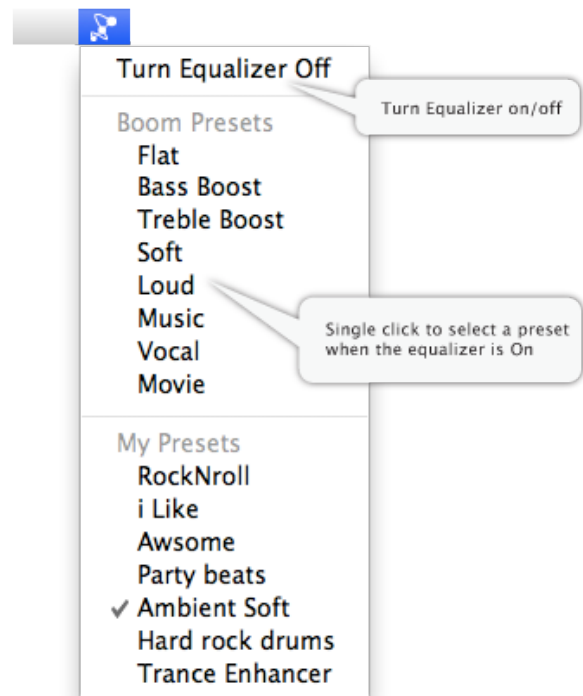 Turn Equalizer Off
Turn Equalizer on/off
Boom Presets
Flat
Bass Boost
Treble Boost
Soft
Loud
Music
Vocal
Movie
Single click to select a preset
when the equalizer is On
My Presets
RockNroll
i Like
Awsome
Party beats
Ambient Soft
Hard rock drums
Trance Enhancer